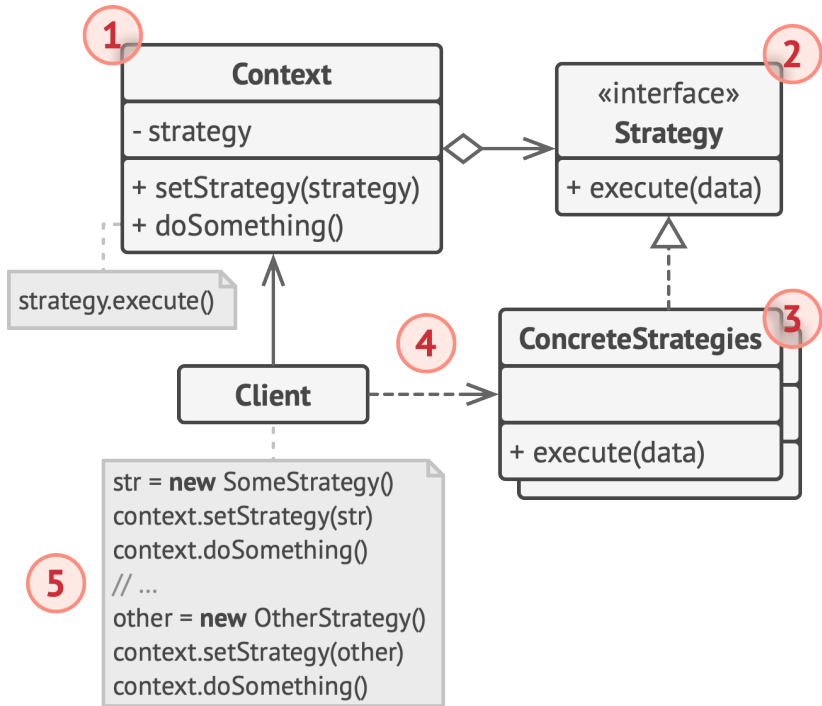 1
Context
- strategy
+ setStrategy(strategy)
+ doSomething()
strategy.execute()
2
«interface»
Strategy
+ execute(data)
3
ConcreteStrategies
+ execute(data)
4
Client
5
str = new SomeStrategy()
context.setStrategy(str)
context.doSomething()
// ...
other = new OtherStrategy()
context.setStrategy(other)
context.doSomething()